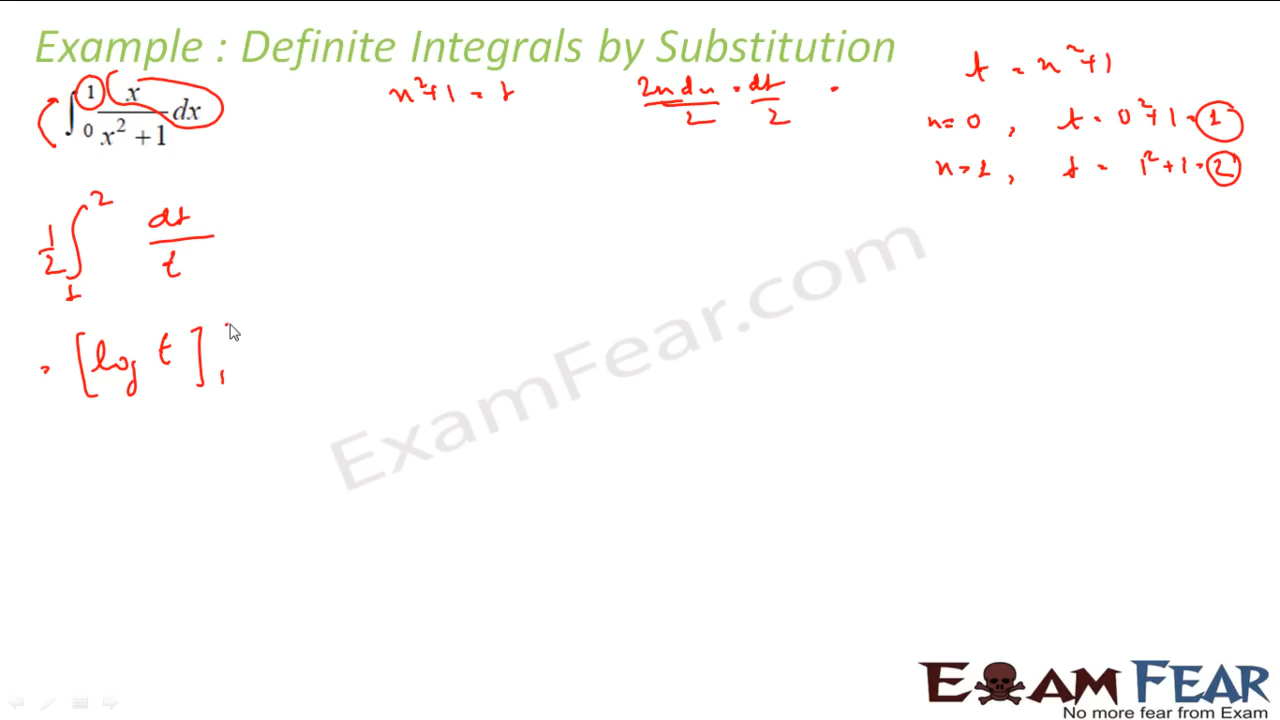 Example : Definite Integrals by Substitution
∫₀¹ x/(x² + 1) dx
x²+1 = t
2x dx/2 = dt/2
t = x²+1
x=0, t = 0²+1 = 1
x=1, t = 1²+1 = 2
1/2 ∫₁² dt/t
= [log t]₁
ExamFear.com
EXAM FEAR
No more fear from Exam